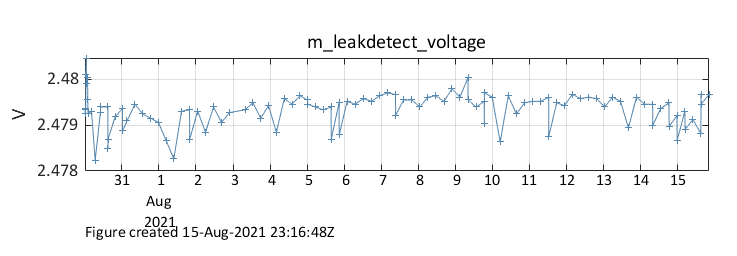 m_leakdetect_voltage
2.48
2.479
2.478
V
31 1 2 3 4 5 6 7 8 9 10 11 12 13 14 15
Aug
2021
Figure created 15-Aug-2021 23:16:48Z